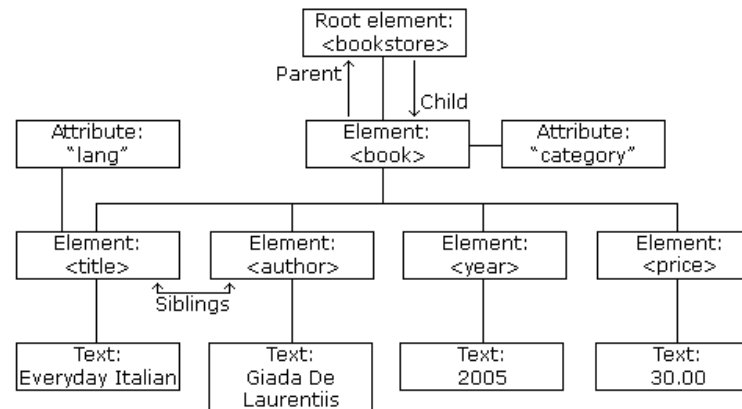 Root element:
<bookstore>
Parent
Child
Attribute:
"lang"
Element:
<book>
Attribute:
"category"
Element:
<title>
Element:
<author>
Element:
<year>
Element:
<price>
Siblings
Text:
Everyday Italian
Text:
Giada De
Laurentiis
Text:
2005
Text:
30.00